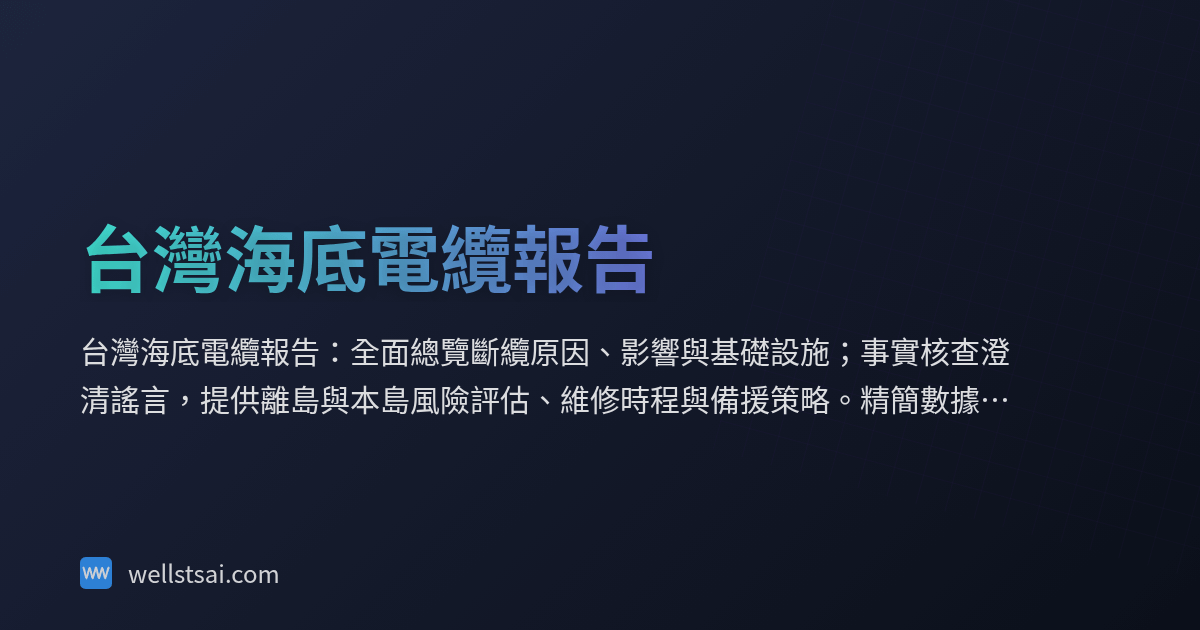 台灣海底電纜報告
台灣海底電纜報告：全面總覽斷纜原因、影響與基礎設施；事實核查澄
清謠言，提供離島與本島風險評估、維修時程與備援策略。精簡數據…
WW wellstsai.com